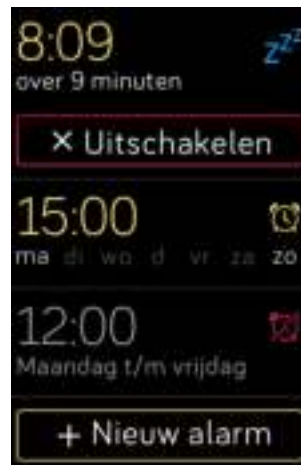 8:09
zzz
over 9 minuten
× Uitschakelen
15:00
ma di wo d vr za zo
12:00
Maandag t/m vrijdag
+ Nieuw alarm